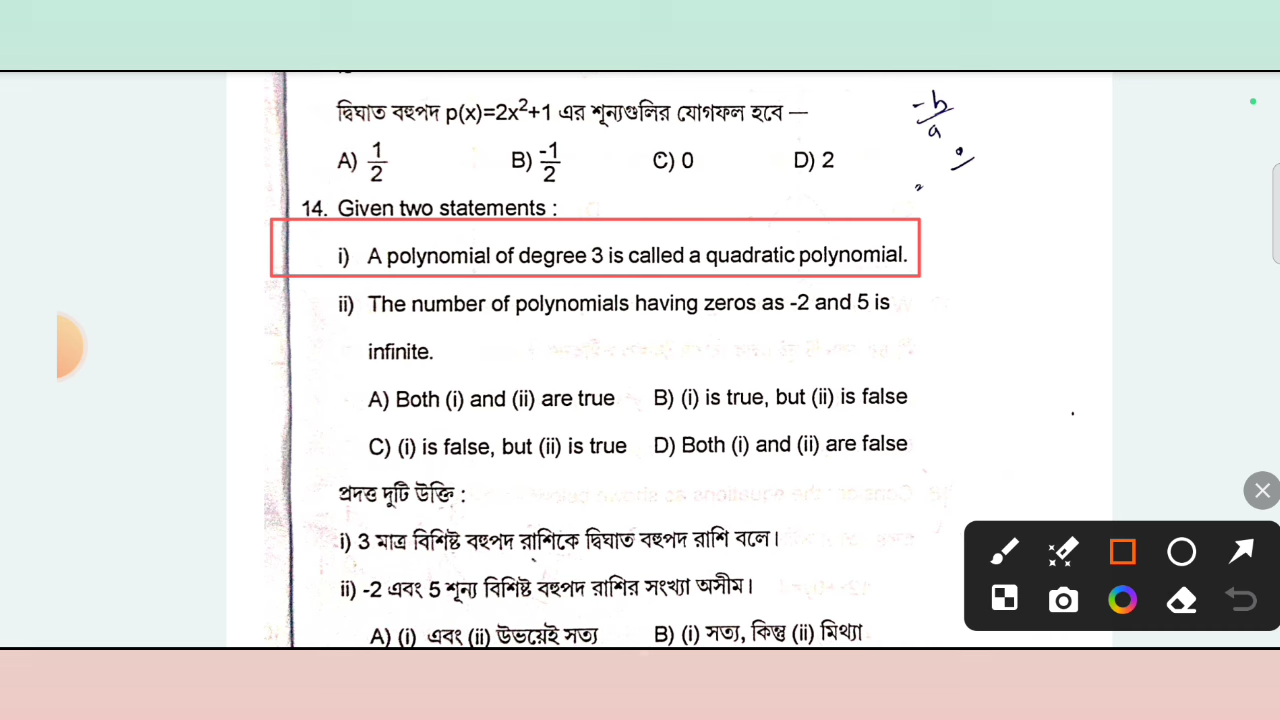 দ্বিঘাত বহুপদ p(x)=2x²+1 এর শূন্যগুলির যোগফল হবে —
A) 1/2 B) -1/2 C) 0 D) 2
-b/a
14. Given two statements :
i) A polynomial of degree 3 is called a quadratic polynomial.
ii) The number of polynomials having zeros as -2 and 5 is
infinite.
A) Both (i) and (ii) are true B) (i) is true, but (ii) is false
C) (i) is false, but (ii) is true D) Both (i) and (ii) are false
প্রদত্ত দুটি উক্তি :
i) 3 মাত্র বিশিষ্ট বহুপদ রাশিকে দ্বিঘাত বহুপদ রাশি বলে।
ii) -2 এবং 5 শূন্য বিশিষ্ট বহুপদ রাশির সংখ্যা অসীম।
A) (i) এবং (ii) উভয়েই সত্য B) (i) সত্য, কিন্তু (ii) মিথ্যা